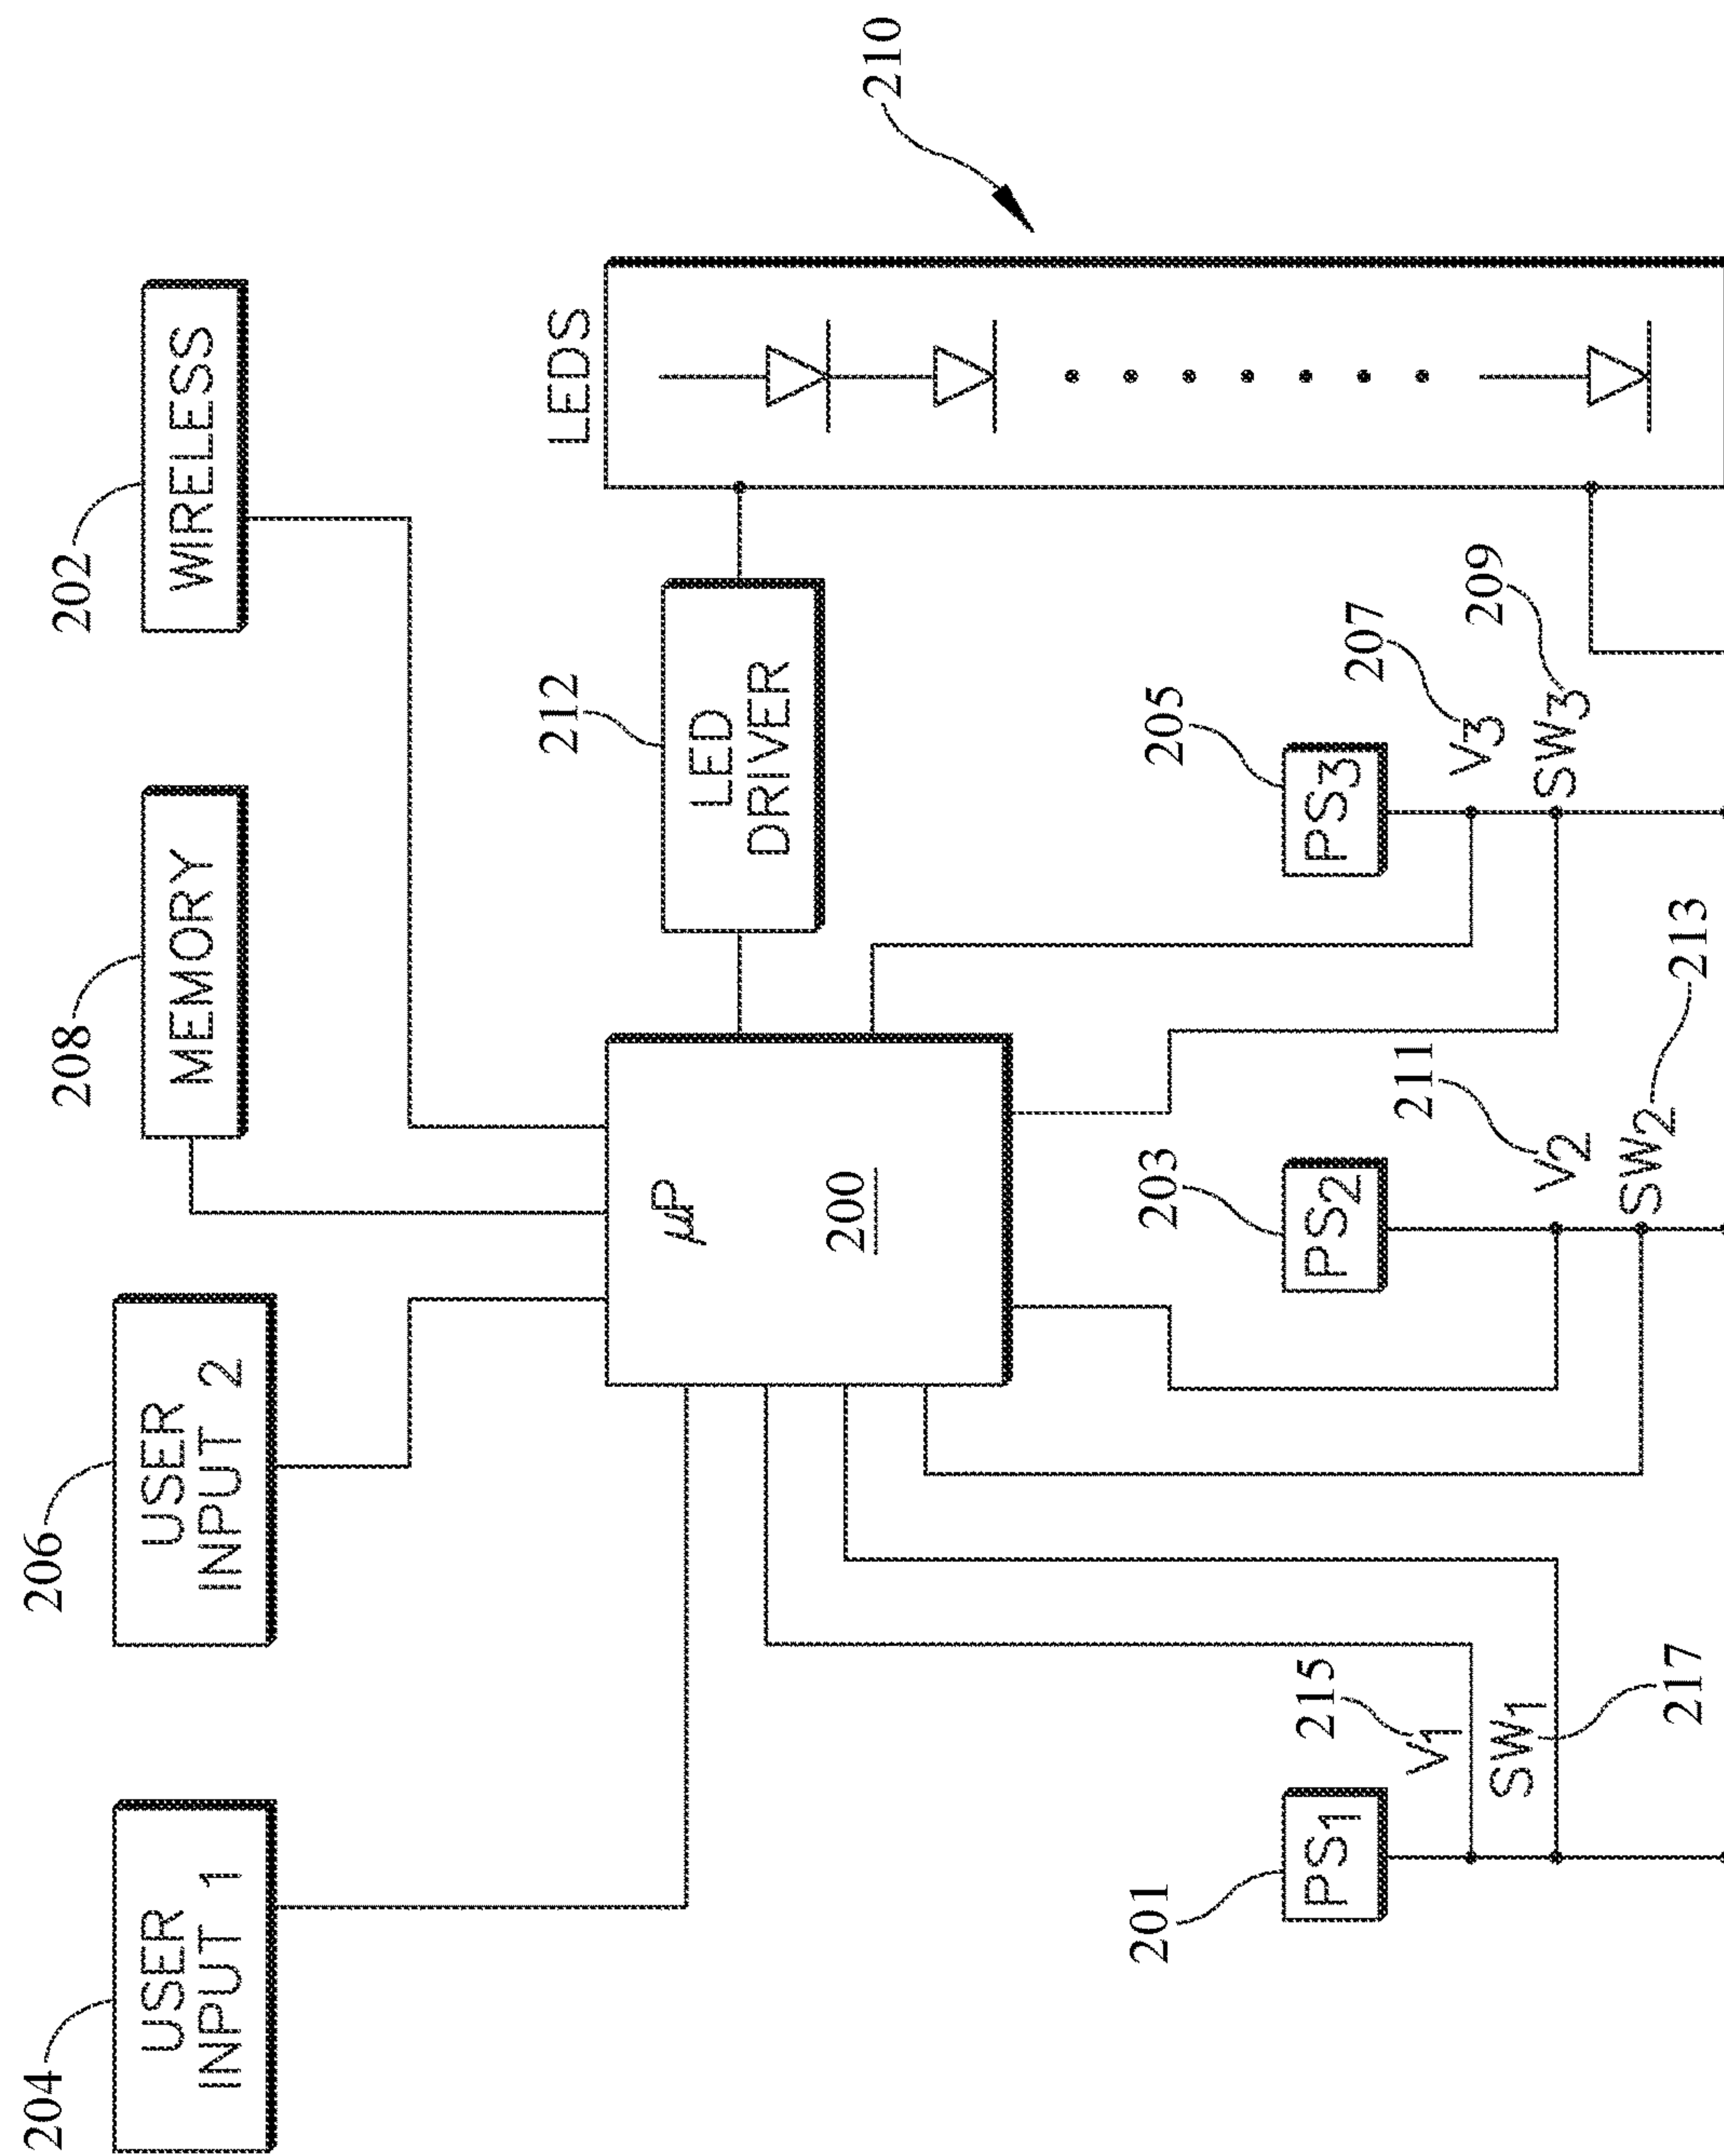 204
USER
INPUT 1
206
USER
INPUT 2
208
MEMORY
202
WIRELESS
μP
200
212
LED
DRIVER
LEDS
210
201
PS1
215
V1
SW1
217
203
PS2
211
V2
SW2
213
205
PS3
207
V3
SW3
209